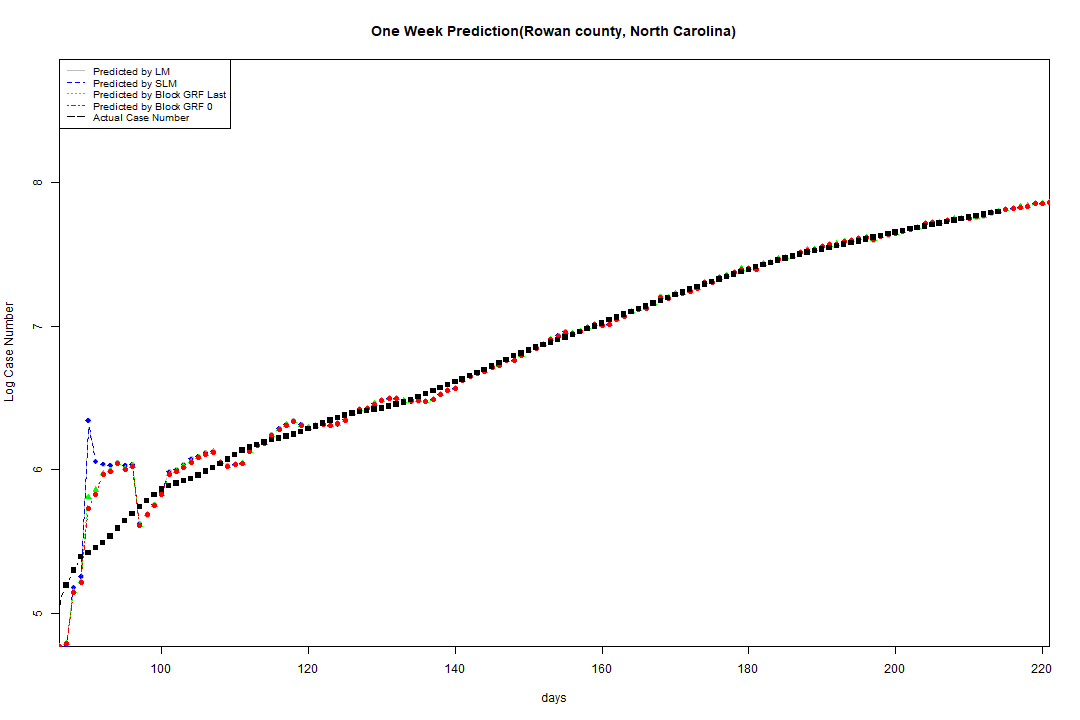 One Week Prediction(Rowan county, North Carolina)
Predicted by LM
Predicted by SLM
Predicted by Block GRF Last
Predicted by Block GRF 0
Actual Case Number
Log Case Number
8
7
6
5
100 120 140 160 180 200 220
days